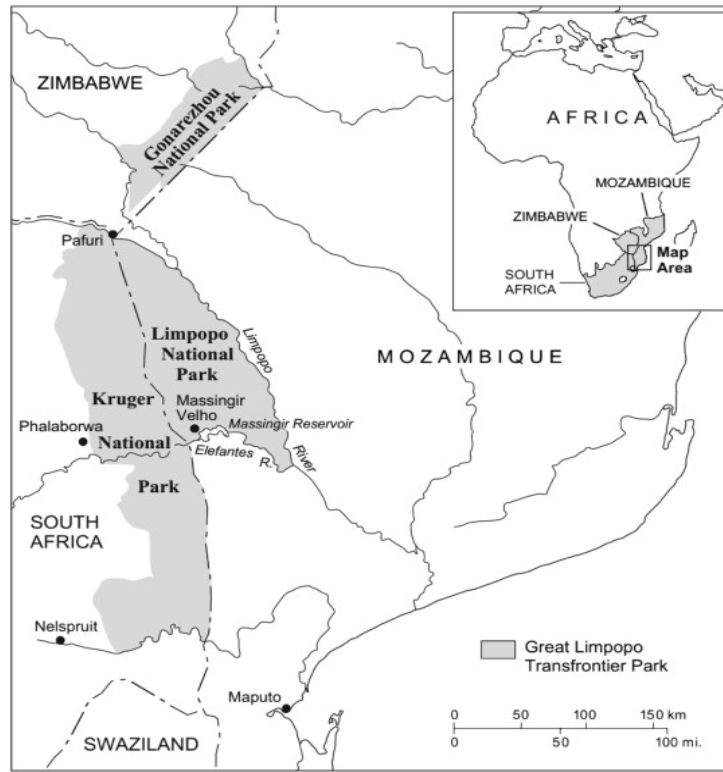 ZIMBABWE
Gonarezhou
National Park
Pafuri
Limpopo
National
Park
Limpopo
River
MOZAMBIQUE
Kruger
National
Park
Massingir
Velho
Massingir Reservoir
Phalaborwa
Elefantes
R.
SOUTH
AFRICA
Nelspruit
Maputo
SWAZILAND
AFRICA
MOZAMBIQUE
ZIMBABWE
Map
Area
SOUTH
AFRICA
Great Limpopo
Transfrontier Park
0 50 100 150 km
0 50 100 mi.